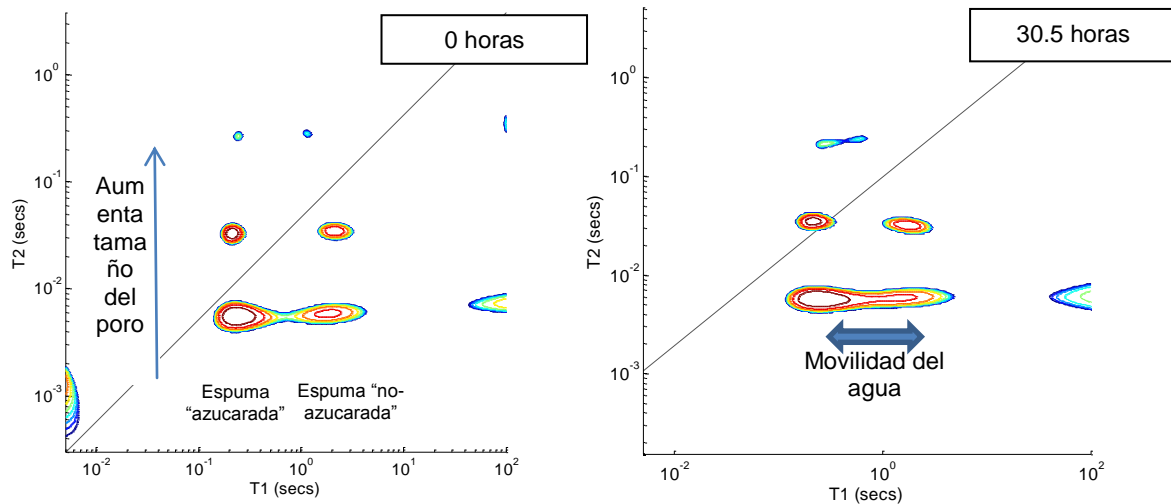 0 horas
10^0
10^-1
10^-2
10^-3
T2 (secs)
Aum
enta
tama
ño
del
poro
Espuma
“azucarada”
Espuma “no-
azucarada”
10^-2
10^-1
10^0
10^1
10^2
T1 (secs)
30.5 horas
10^0
10^-1
10^-2
10^-3
T2 (secs)
Movilidad del
agua
10^-2
10^0
10^2
T1 (secs)